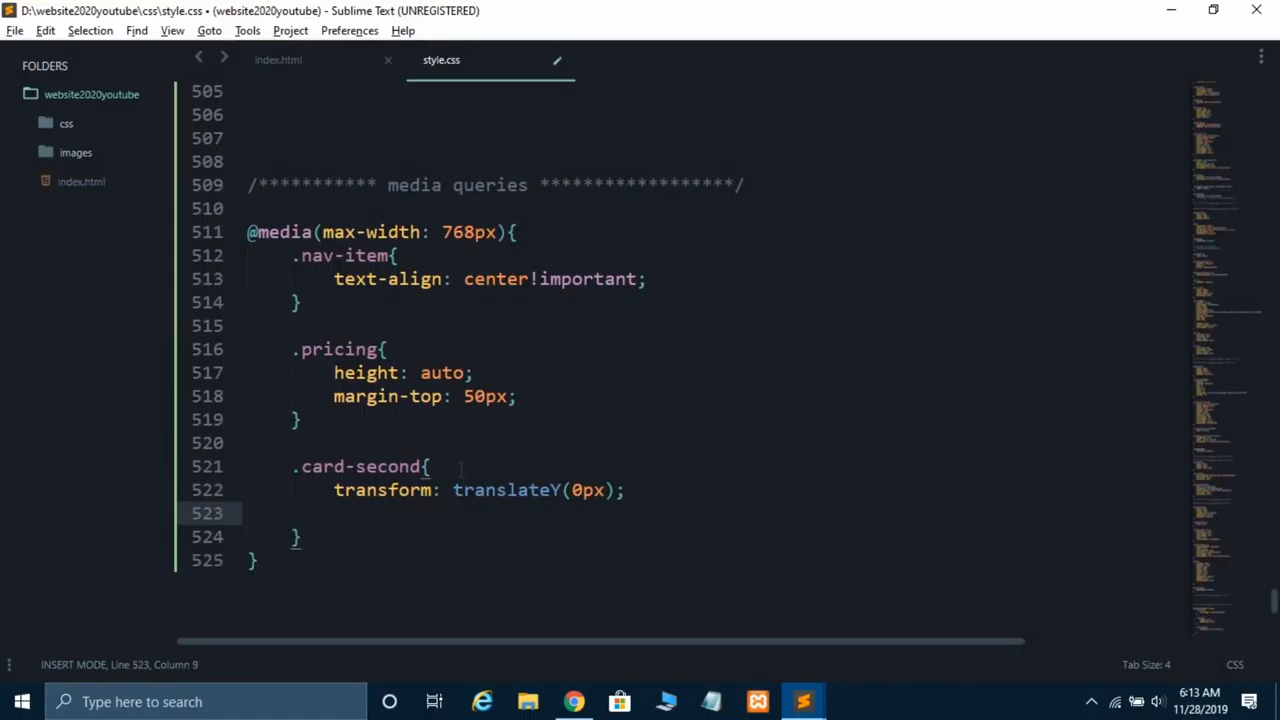 D:\website2020youtube\css\style.css • (website2020youtube) - Sublime Text (UNREGISTERED)
File Edit Selection Find View Goto Tools Project Preferences Help
FOLDERS
website2020youtube
css
images
index.html
index.html
style.css
505
506
507
508
509 /*********** media queries ******************/
510
511 @media(max-width: 768px){
512 .nav-item{
513 text-align: center!important;
514 }
515
516 .pricing{
517 height: auto;
518 margin-top: 50px;
519 }
520
521 .card-second{
522 transform: translateY(0px);
523
524 }
525 }
INSERT MODE, Line 523, Column 9
Tab Size: 4
CSS
Type here to search
6:13 AM
11/28/2019